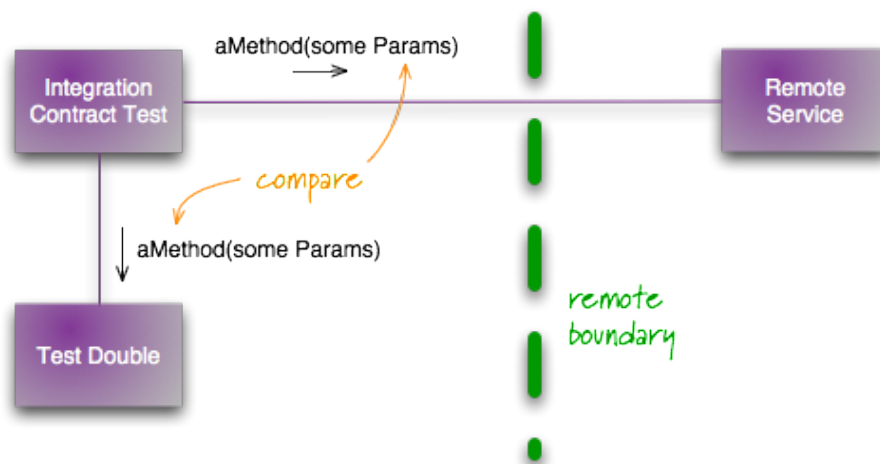 aMethod(some Params)
Integration
Contract Test
Remote
Service
compare
aMethod(some Params)
remote
boundary
Test Double